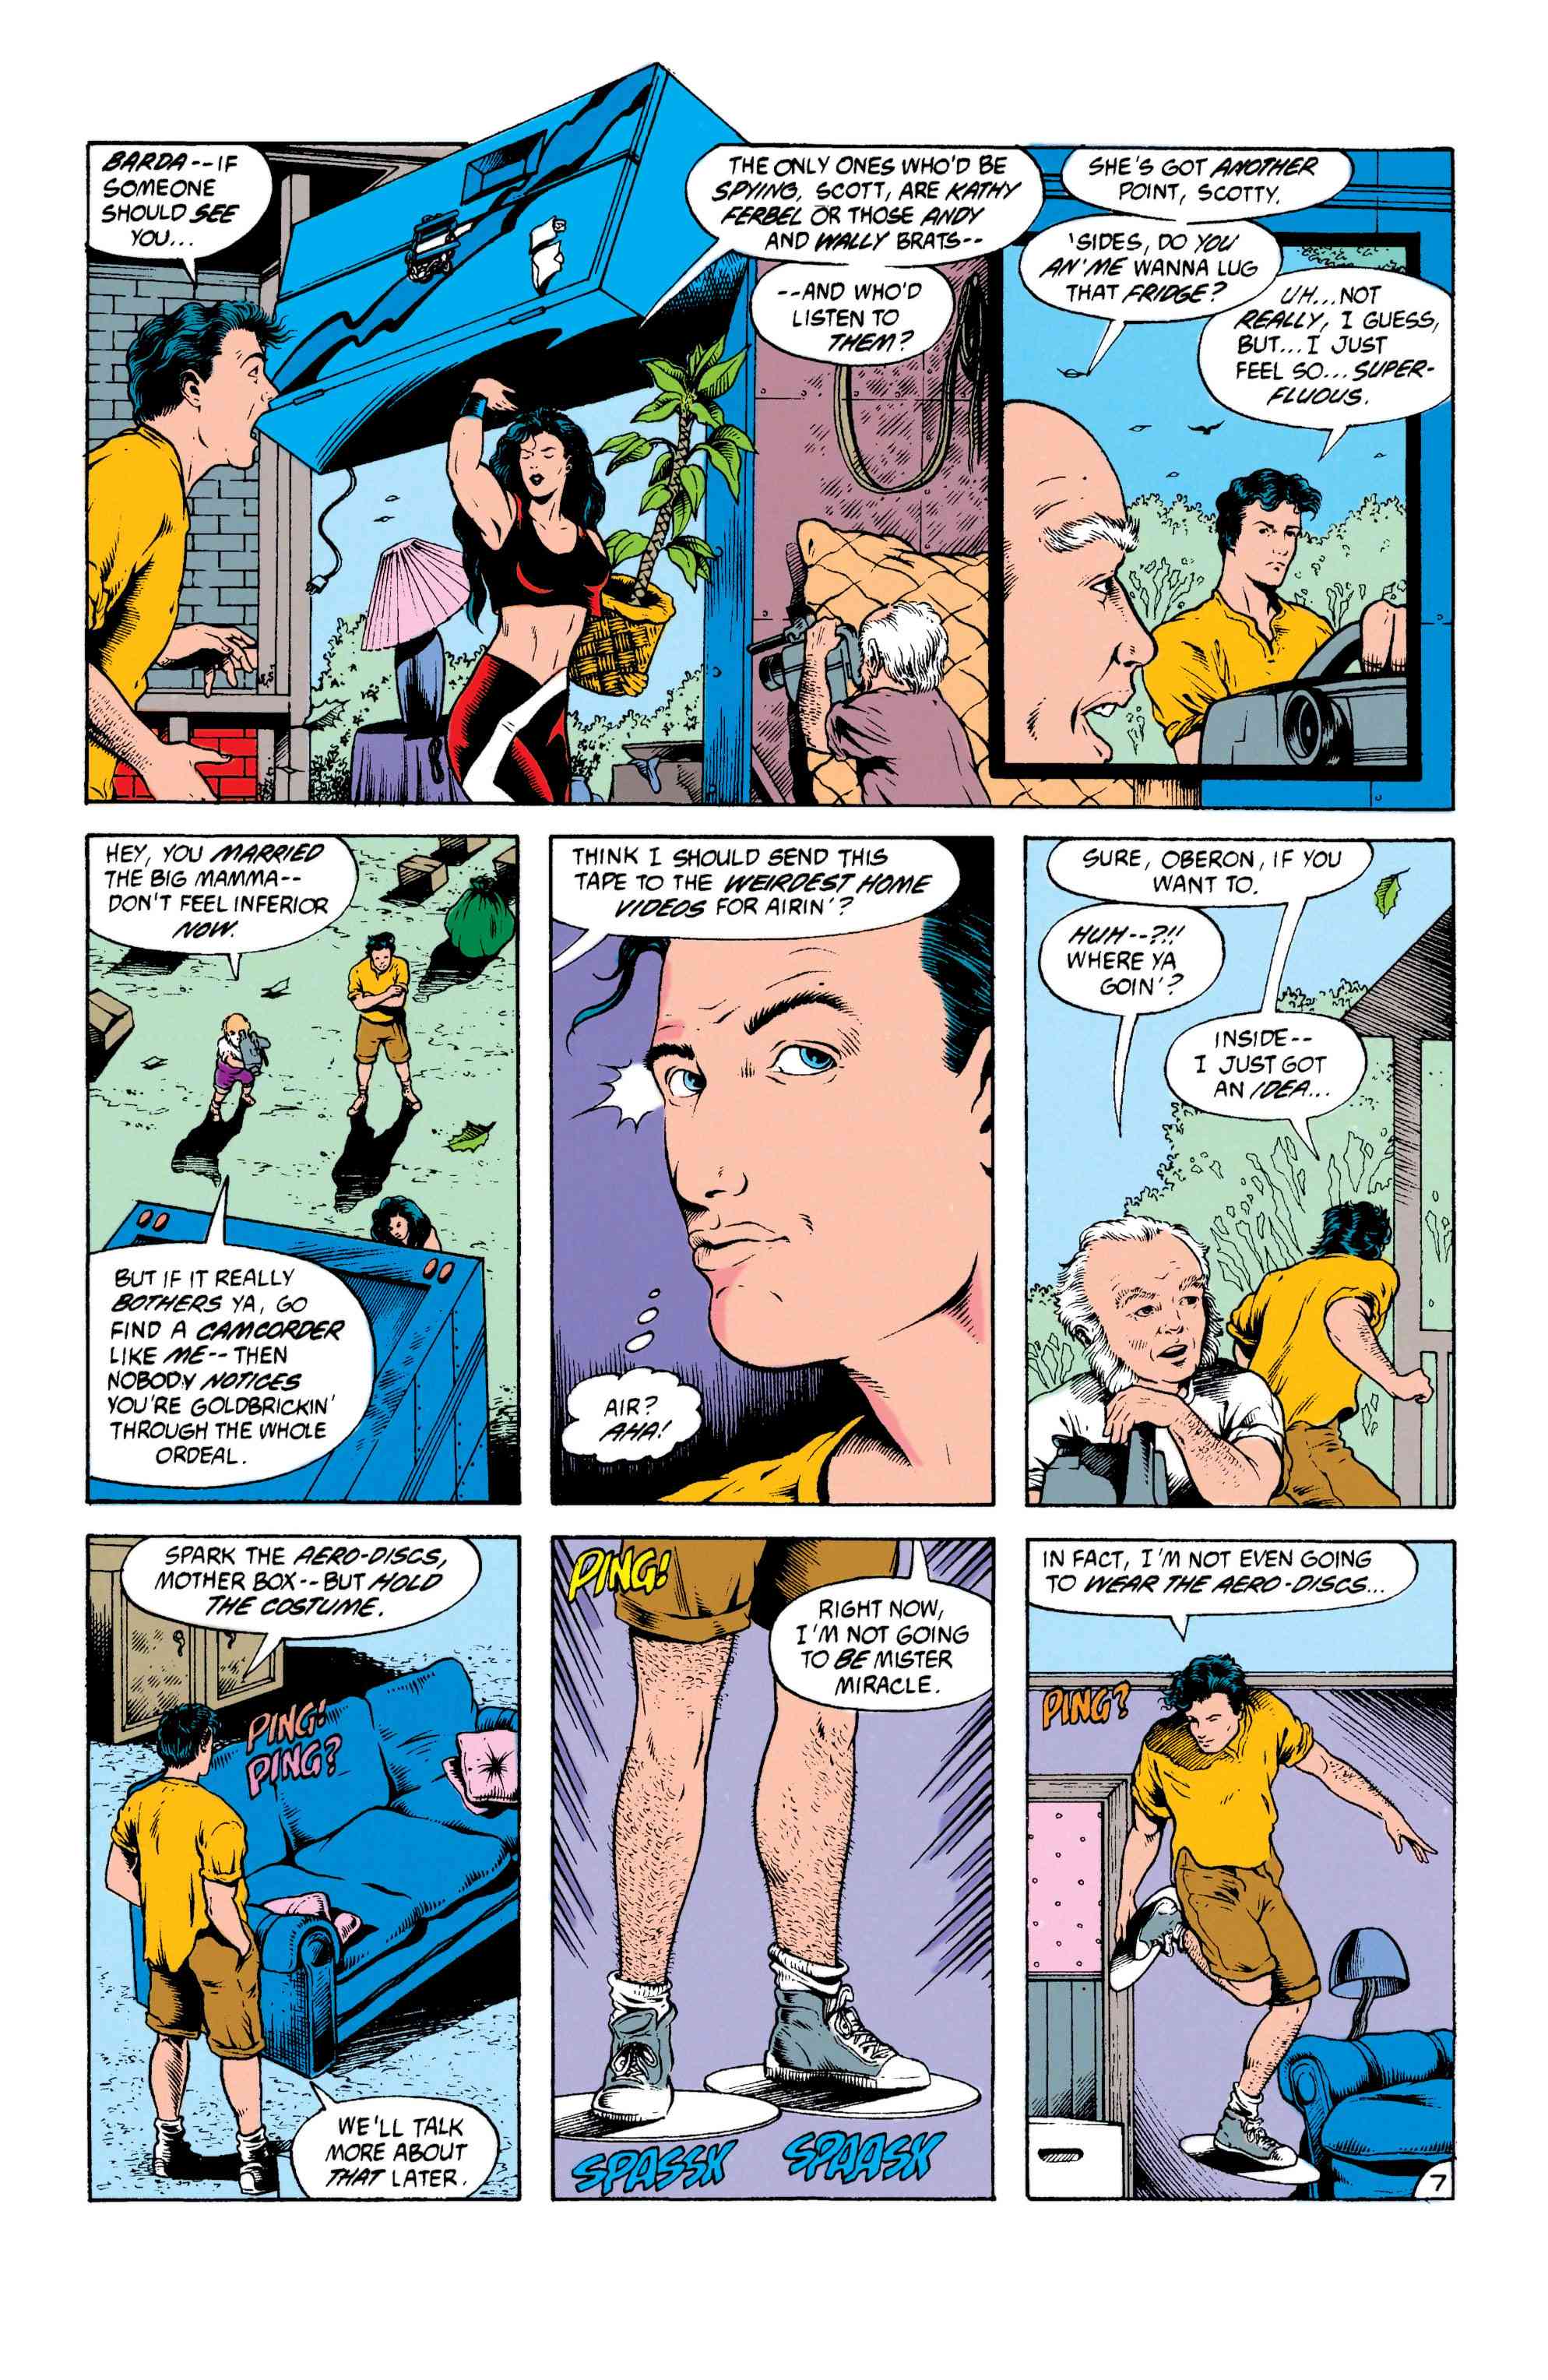 BARDA--IF
SOMEONE
SHOULD SEE
YOU...
THE ONLY ONES WHO'D BE
SPYING, SCOTT, ARE KATHY
FERBEL OR THOSE ANDY
AND WALLY BRATS--
--AND WHO'D
LISTEN TO
THEM?
SHE'S GOT ANOTHER
POINT, SCOTTY.
'SIDES, DO YOU
AN' ME WANNA LUG
THAT FRIDGE?
UH...NOT
REALLY, I GUESS,
BUT...I JUST
FEEL SO...SUPER-
FLUOUS.
HEY, YOU MARRIED
THE BIG MAMMA--
DON'T FEEL INFERIOR
NOW.
BUT IF IT REALLY
BOTHERS YA, GO
FIND A CAMCORDER
LIKE ME--THEN
NOBODY NOTICES
YOU'RE GOLDBRICKIN'
THROUGH THE WHOLE
ORDEAL.
THINK I SHOULD SEND THIS
TAPE TO THE WEIRDEST HOME
VIDEOS FOR AIRIN'?
AIR?
AHA!
SURE, OBERON, IF YOU
WANT TO.
HUH--?!!
WHERE YA
GOIN'?
INSIDE--
I JUST GOT
AN IDEA...
SPARK THE AERO-DISCS,
MOTHER BOX--BUT HOLD
THE COSTUME.
PING!
PING?
WE'LL TALK
MORE ABOUT
THAT LATER.
PING!
RIGHT NOW,
I'M NOT GOING
TO BE MISTER
MIRACLE.
SPASSX
SPAASX
IN FACT, I'M NOT EVEN GOING
TO WEAR THE AERO-DISCS...
PING?
7